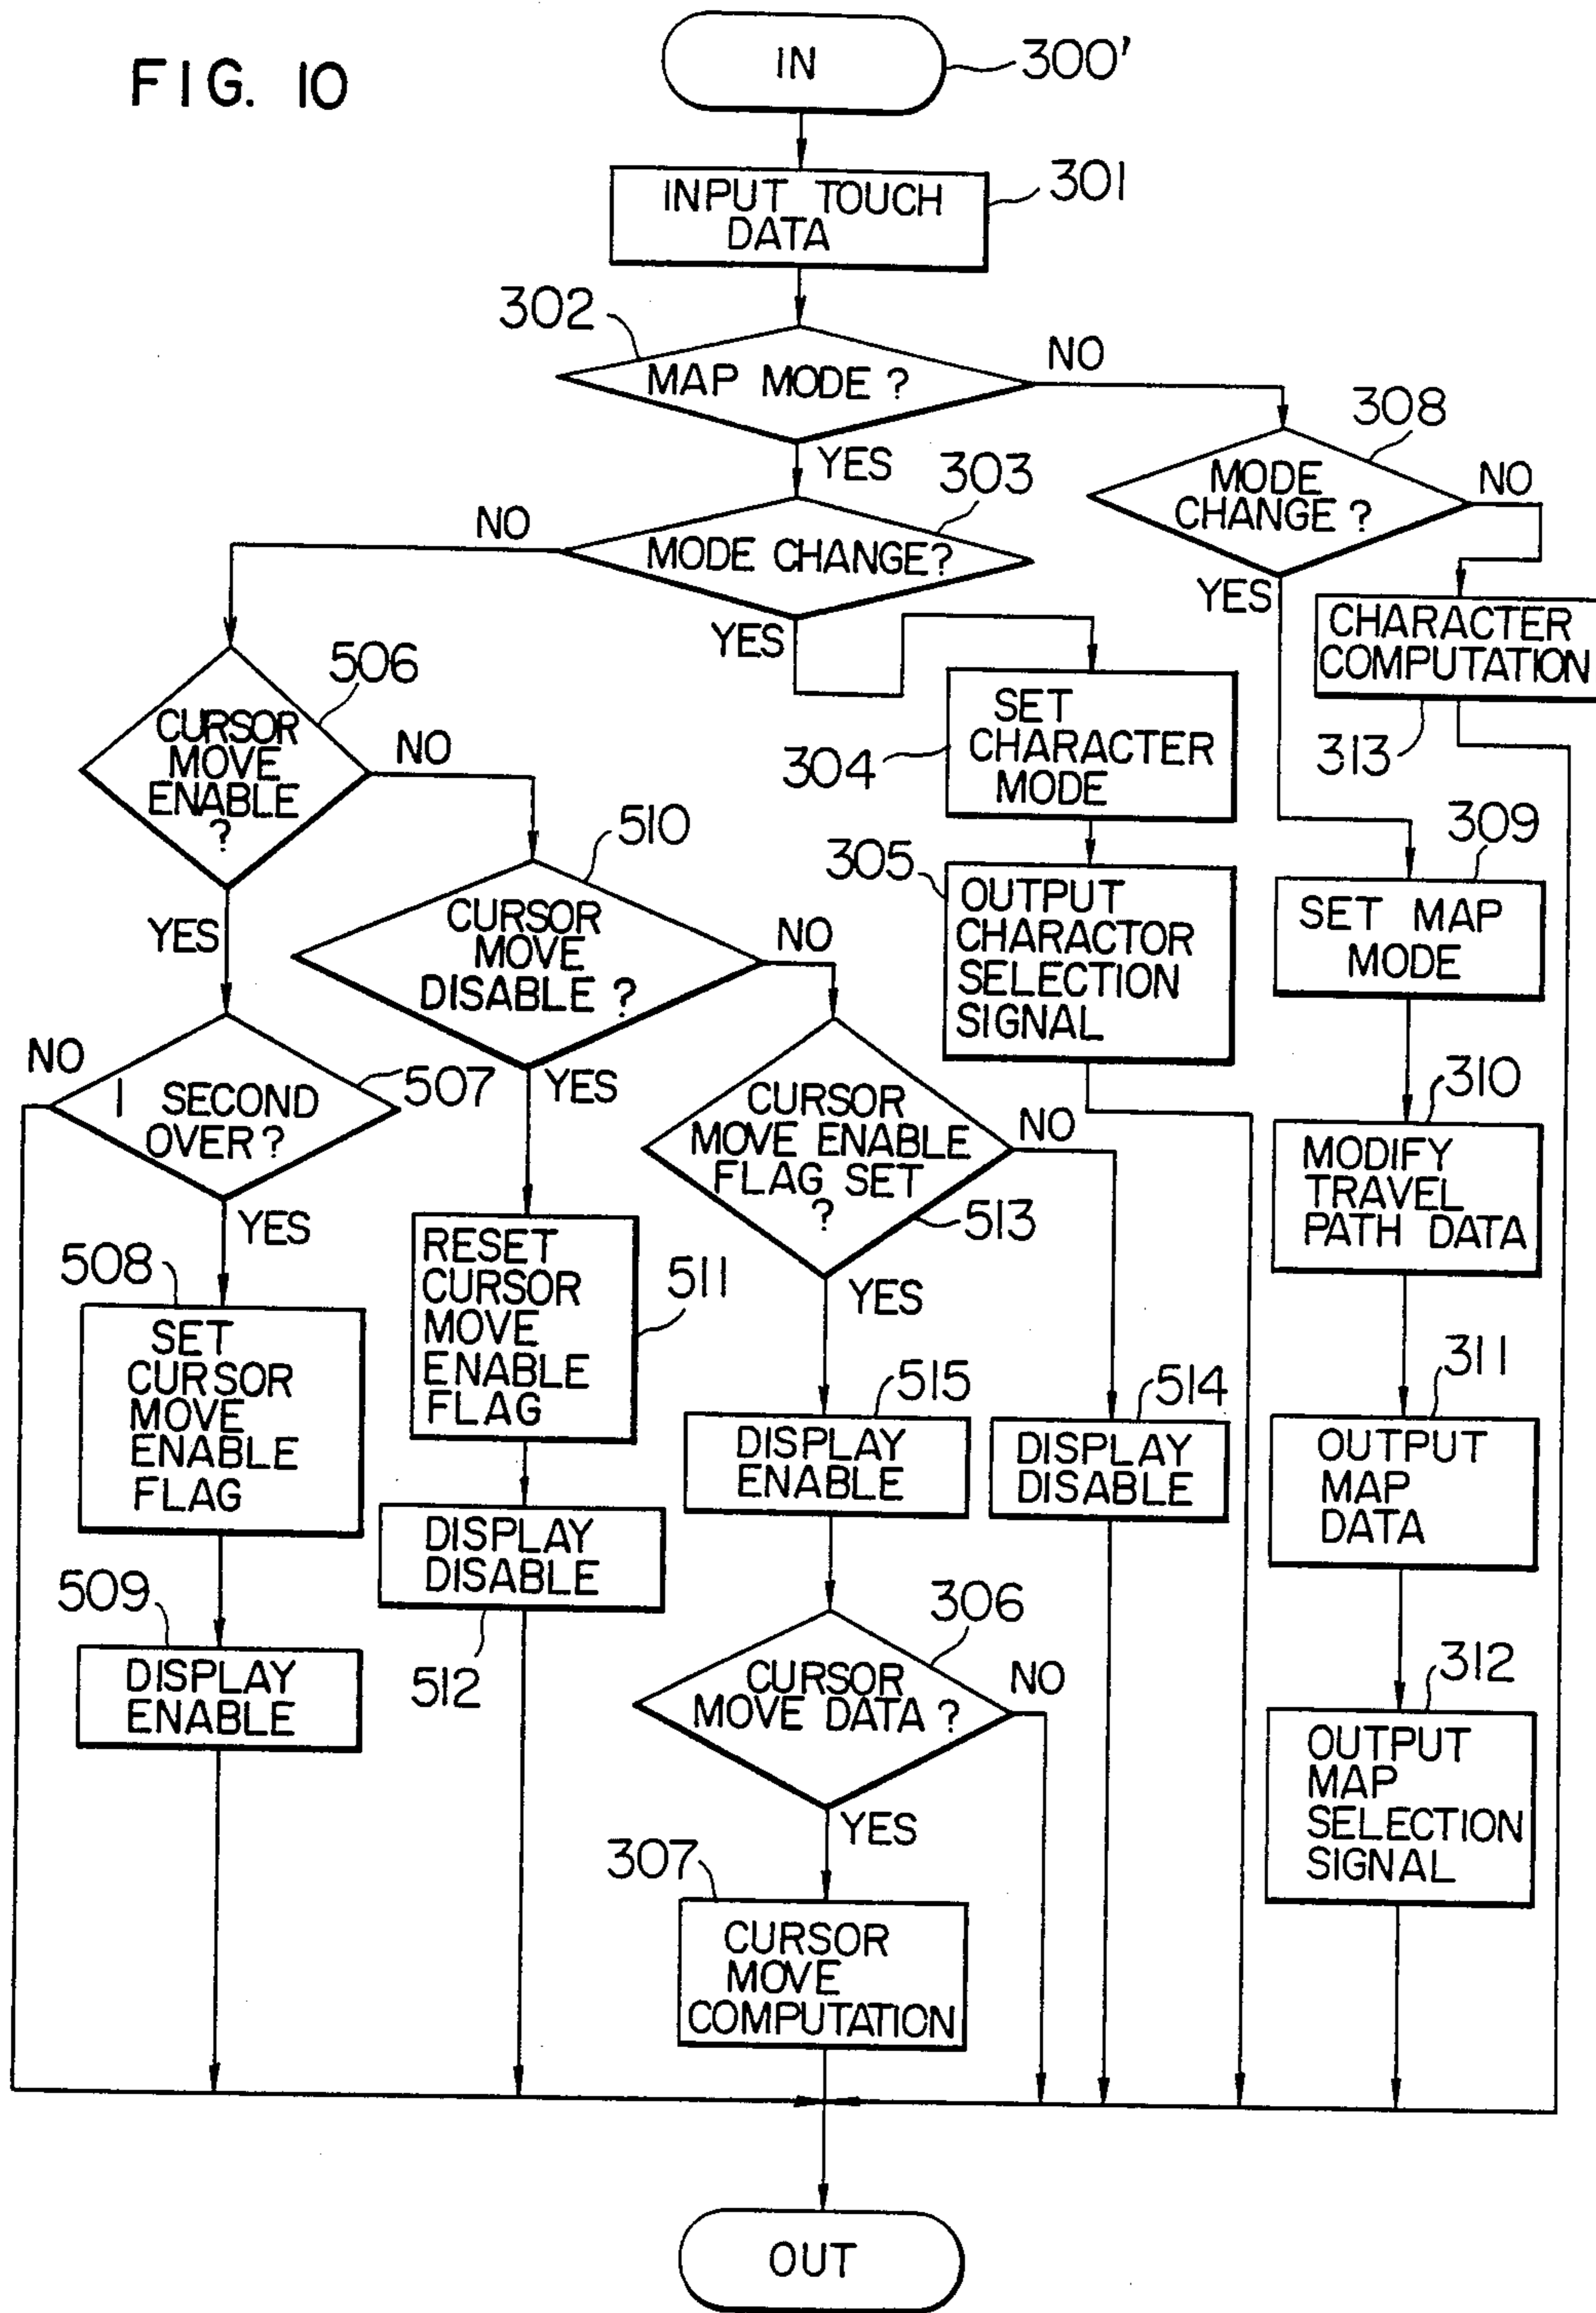 FIG. 10
IN
300'
INPUT TOUCH
DATA
301
302
MAP MODE ?
NO
YES
308
MODE
CHANGE ?
NO
YES
303
MODE CHANGE?
NO
YES
CHARACTER
COMPUTATION
313
506
CURSOR
MOVE
ENABLE
?
NO
YES
304
SET
CHARACTER
MODE
510
CURSOR
MOVE
DISABLE ?
NO
YES
305
OUTPUT
CHARACTOR
SELECTION
SIGNAL
309
SET MAP
MODE
NO
1 SECOND
OVER?
507
YES
CURSOR
MOVE ENABLE
FLAG SET
?
NO
513
YES
310
MODIFY
TRAVEL
PATH DATA
508
SET
CURSOR
MOVE
ENABLE
FLAG
RESET
CURSOR
MOVE
ENABLE
FLAG
511
515
DISPLAY
ENABLE
514
DISPLAY
DISABLE
311
OUTPUT
MAP
DATA
DISPLAY
DISABLE
512
509
DISPLAY
ENABLE
306
CURSOR
MOVE DATA ?
NO
YES
312
OUTPUT
MAP
SELECTION
SIGNAL
307
CURSOR
MOVE
COMPUTATION
OUT